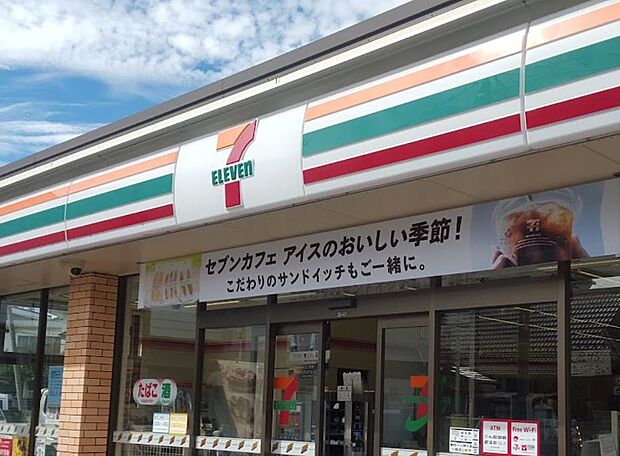 7
ELEVEn
セブンカフェ アイスのおいしい季節!
こだわりのサンドイッチもご一緒に。
たばこ 酒
ATM
Free Wi-Fi